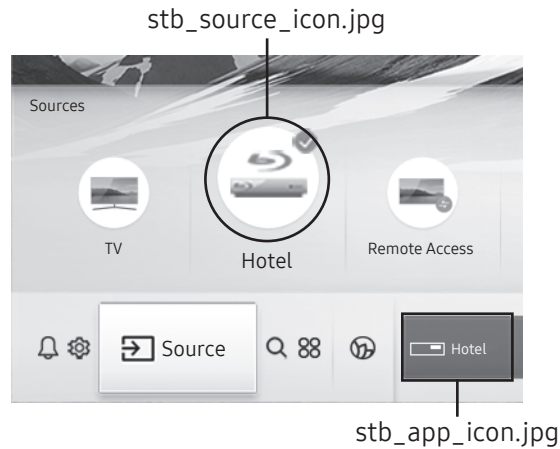 stb_source_icon.jpg
Sources
TV
Hotel
Remote Access
Source
Hotel
stb_app_icon.jpg